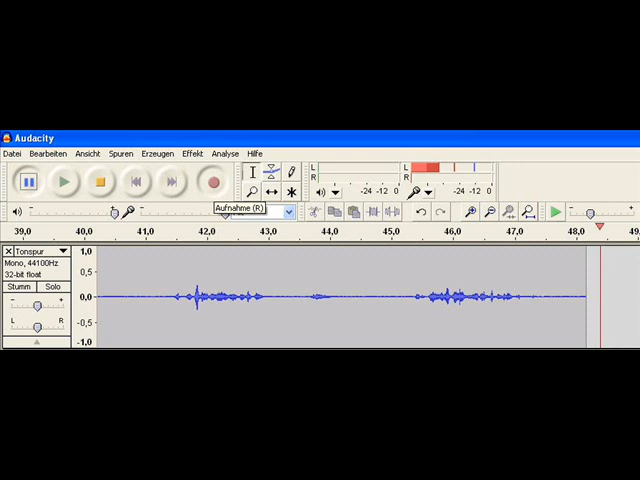 Audacity
Datei Bearbeiten Ansicht Spuren Erzeugen Effekt Analyse Hilfe
L
R
-24 -12 0
L
R
-24 -12 0
Aufnahme (R)
- +
- +
39,0 40,0 41,0 42,0 43,0 44,0 45,0 46,0 47,0 48,0 49,
Tonspur
Mono, 44100Hz
32-bit float
Stumm Solo
- +
L R
1,0
0,5
0,0
-0,5
-1,0